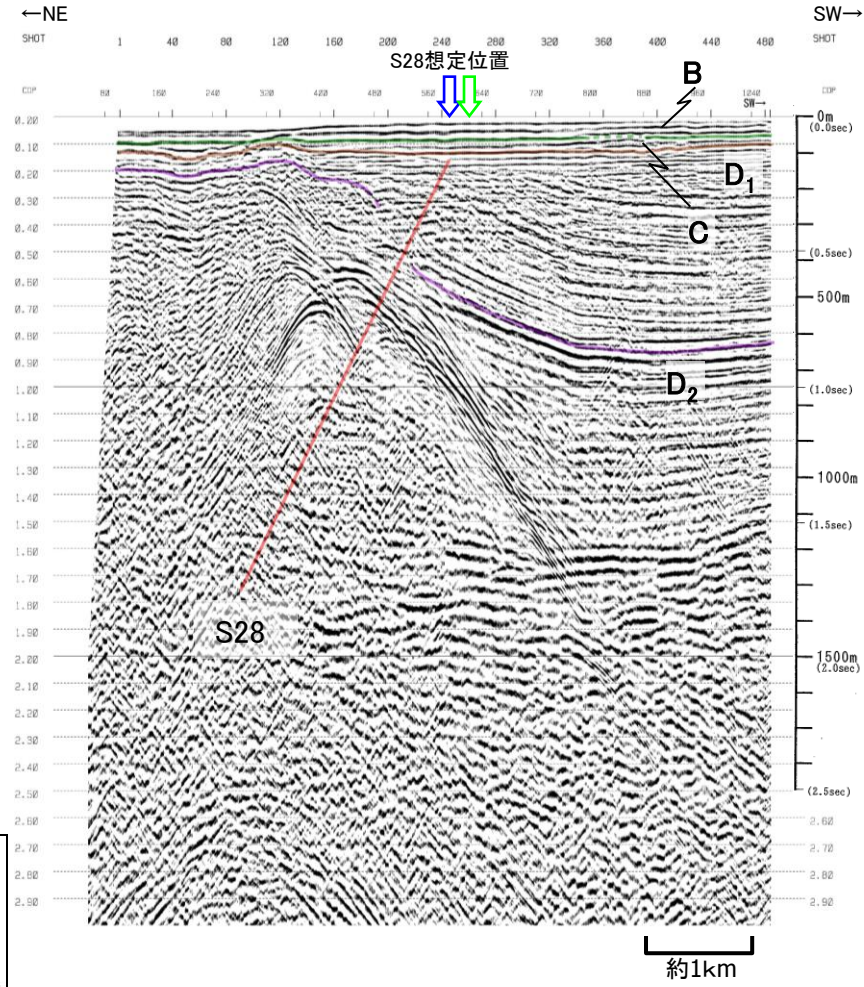 ←NE SW→
SHOT 1 40 80 120 160 200 240 280 320 360 400 440 480 SHOT
S28想定位置
B
CDP 80 160 240 320 400 480 560 640 720 800 880 960 1040 CDP
SW→
0.00 0m
(0.0sec)
0.10
0.20 D1
0.30
0.40 C
0.50 (0.5sec)
0.60
500m
0.70
0.80
0.90
D2
1.00 (1.0sec)
1.10
1.20
1.30 1000m
1.40
1.50 (1.5sec)
1.60
1.70
1.80
S28
1.90
2.00 1500m
(2.0sec)
2.10
2.20
2.30
2.40
2.50 (2.5sec)
2.60 2.60
2.70 2.70
2.80 2.80
2.90 2.90
約1km